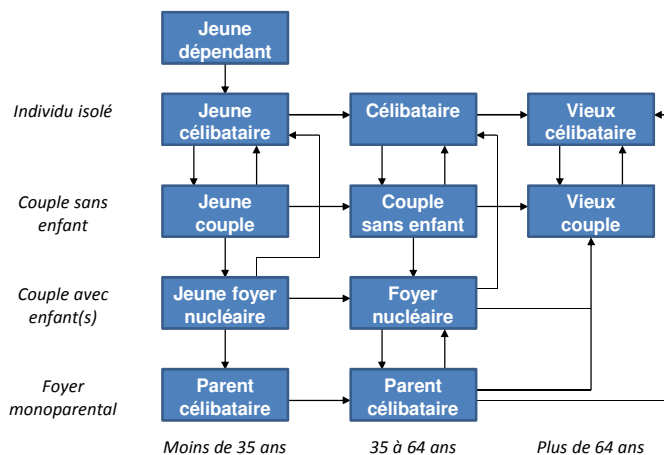 Jeune
dépendant
Individu isolé
Jeune
célibataire
Célibataire
Vieux
célibataire
Couple sans
enfant
Jeune
couple
Couple
sans enfant
Vieux
couple
Couple avec
enfant(s)
Jeune foyer
nucléaire
Foyer
nucléaire
Foyer
monoparental
Parent
célibataire
Parent
célibataire
Moins de 35 ans
35 à 64 ans
Plus de 64 ans